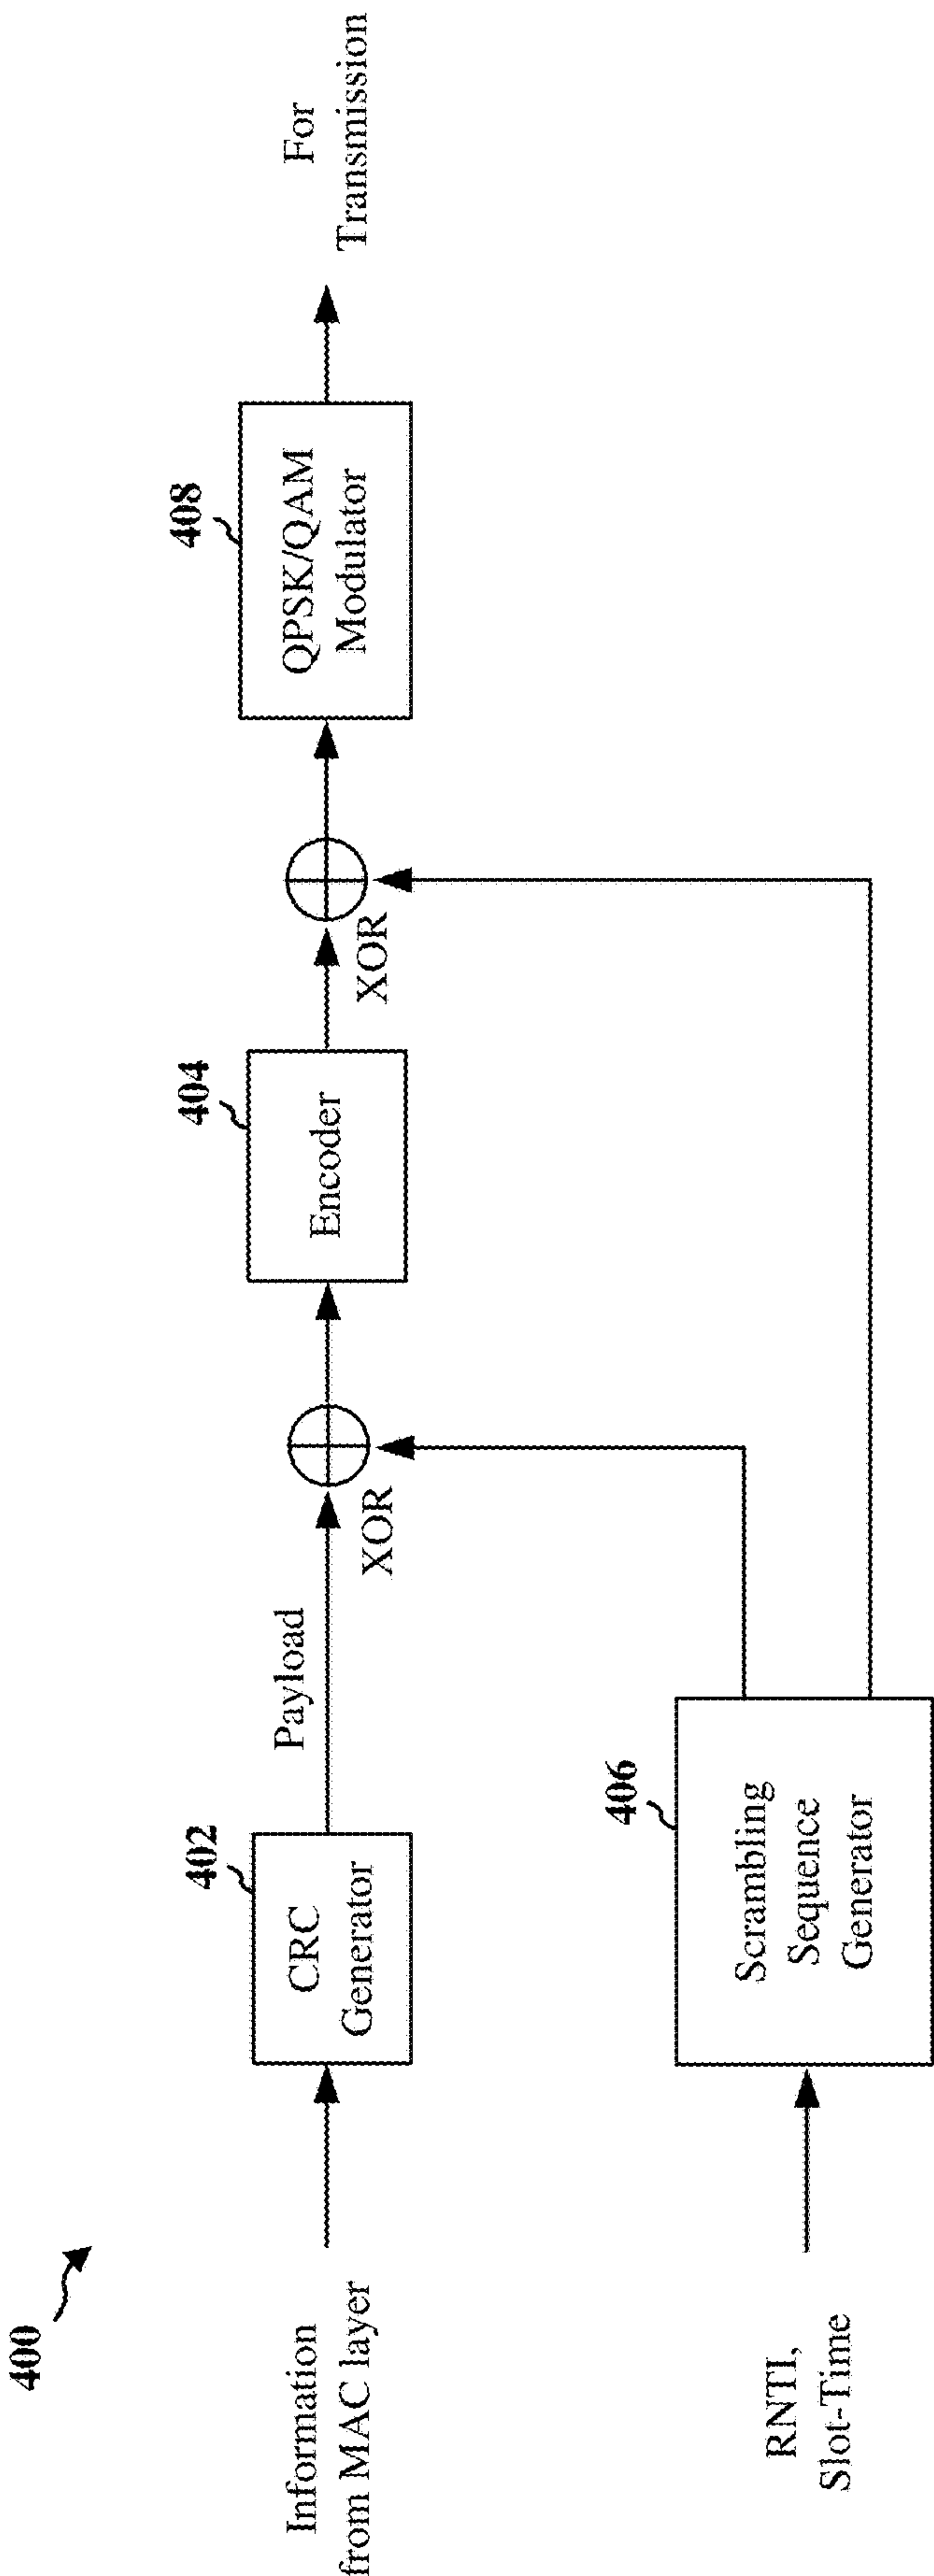 400
Information
from MAC layer
402
CRC
Generator
Payload
XOR
404
Encoder
XOR
408
QPSK/QAM
Modulator
For
Transmission
RNTI,
Slot-Time
406
Scrambling
Sequence
Generator